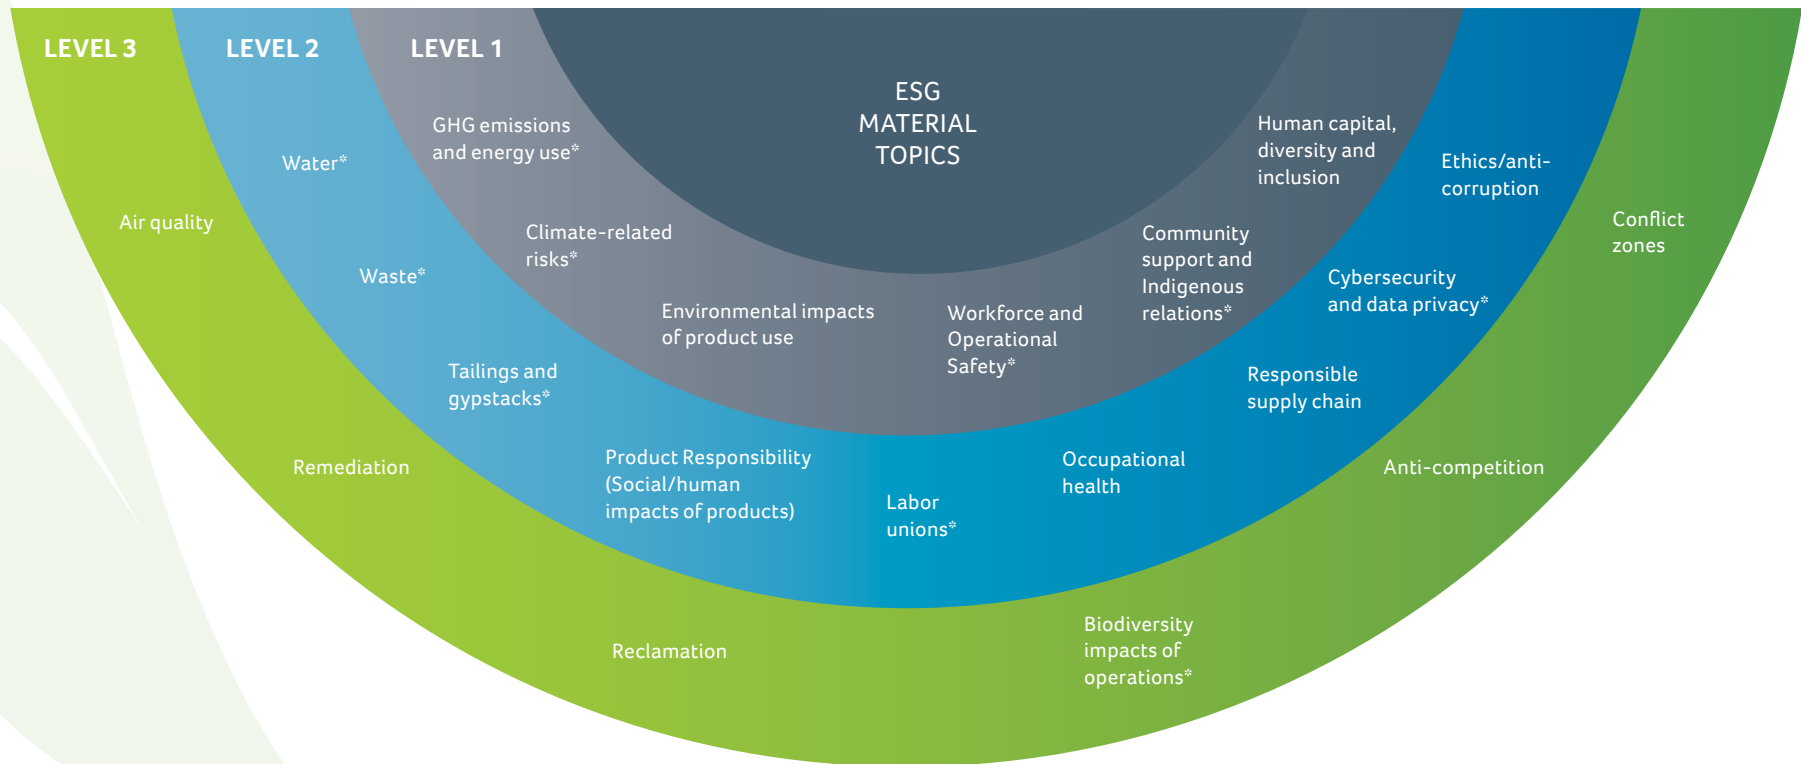 LEVEL 3
LEVEL 2
LEVEL 1
ESG
MATERIAL
TOPICS
GHG emissions
and energy use*
Climate-related
risks*
Environmental impacts
of product use
Workforce and
Operational
Safety*
Community
support and
Indigenous
relations*
Human capital,
diversity and
inclusion
Water*
Waste*
Tailings and
gypstacks*
Product Responsibility
(Social/human
impacts of products)
Labor
unions*
Occupational
health
Responsible
supply chain
Cybersecurity
and data privacy*
Ethics/anti-
corruption
Air quality
Remediation
Reclamation
Biodiversity
impacts of
operations*
Anti-competition
Conflict
zones